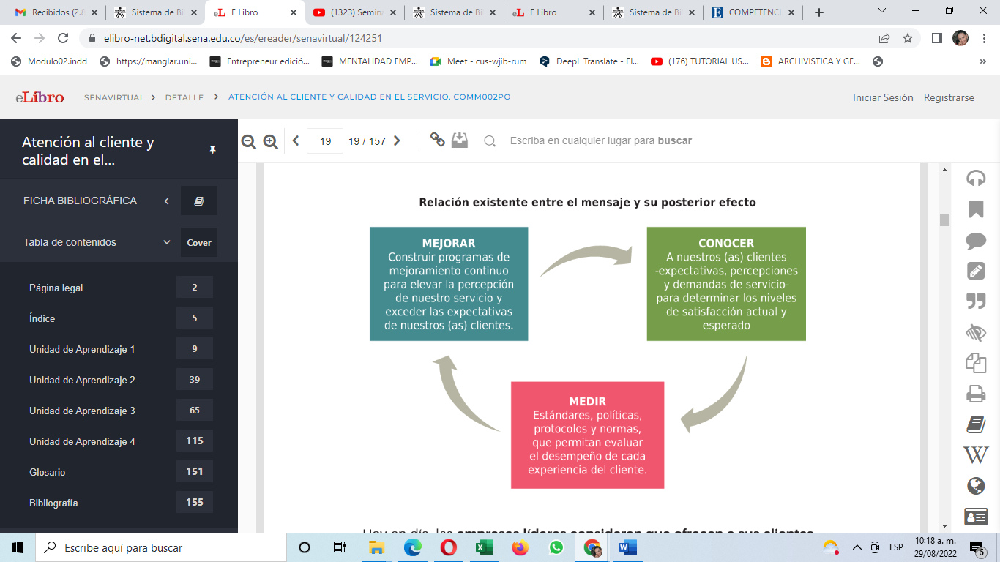 Recibidos (2.8
Sistema de Bi
E Libro
(1323) Semina
Sistema de Bi
E Libro
Sistema de Bi
COMPETENCI
elibro-net.bdigital.sena.edu.co/es/ereader/senavirtual/124251
Modulo02.indd
https://manglar.uni...
Entrepreneur edició...
MENTALIDAD EMP...
Meet - cus-wjib-rum
DeepL Translate - El...
(176) TUTORIAL US...
ARCHIVISTICA Y GE...
»
eLibro
SENAVIRTUAL > DETALLE > ATENCIÓN AL CLIENTE Y CALIDAD EN EL SERVICIO. COMM002PO
Iniciar Sesión Registrarse
Atención al cliente y
calidad en el...
FICHA BIBLIOGRÁFICA
Tabla de contenidos
Cover
Página legal 2
Índice 5
Unidad de Aprendizaje 1 9
Unidad de Aprendizaje 2 39
Unidad de Aprendizaje 3 65
Unidad de Aprendizaje 4 115
Glosario 151
Bibliografía 155
19 19 / 157
Escriba en cualquier lugar para buscar
Relación existente entre el mensaje y su posterior efecto
MEJORAR
Construir programas de
mejoramiento continuo
para elevar la percepción
de nuestro servicio y
exceder las expectativas
de nuestros (as) clientes.
CONOCER
A nuestros (as) clientes
-expectativas, percepciones
y demandas de servicio-
para determinar los niveles
de satisfacción actual y
esperado
MEDIR
Estándares, políticas,
protocolos y normas,
que permitan evaluar
el desempeño de cada
experiencia del cliente.
Hoy en día, las empresas líderes consideran que ofrecen a sus clientes
W
Escribe aquí para buscar
ESP
10:18 a. m.
29/08/2022
6